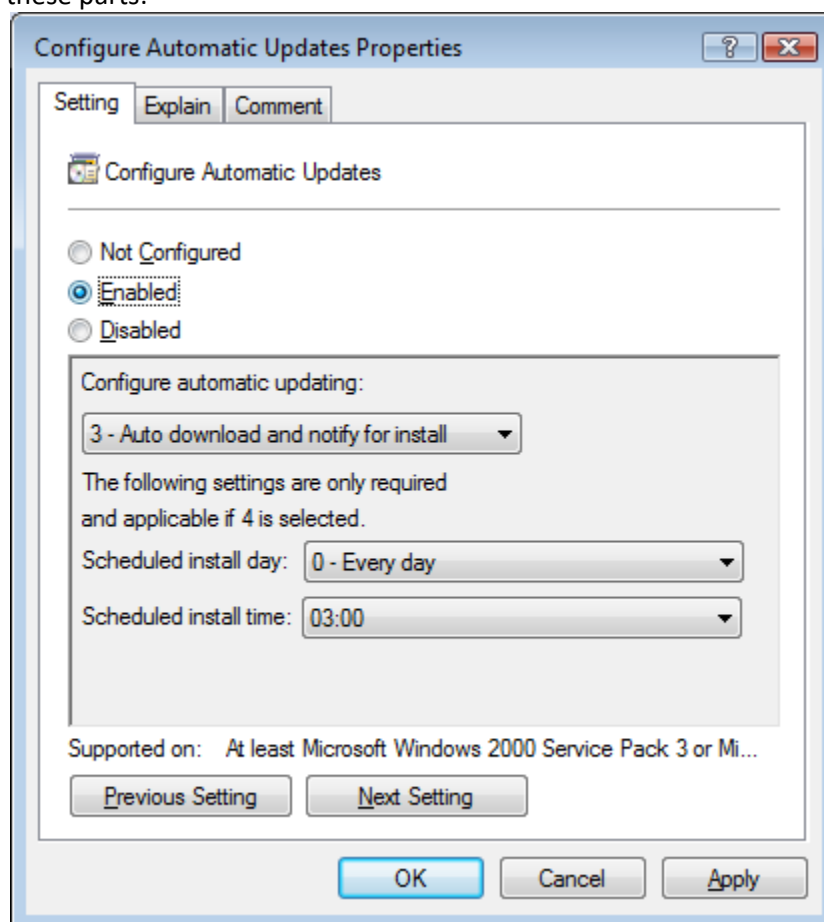 these parts.
Configure Automatic Updates Properties
Setting Explain Comment
Configure Automatic Updates
Not Configured
Enabled
Disabled
Configure automatic updating:
3 - Auto download and notify for install
The following settings are only required
and applicable if 4 is selected.
Scheduled install day: 0 - Every day
Scheduled install time: 03:00
Supported on: At least Microsoft Windows 2000 Service Pack 3 or Mi...
Previous Setting Next Setting
OK Cancel Apply